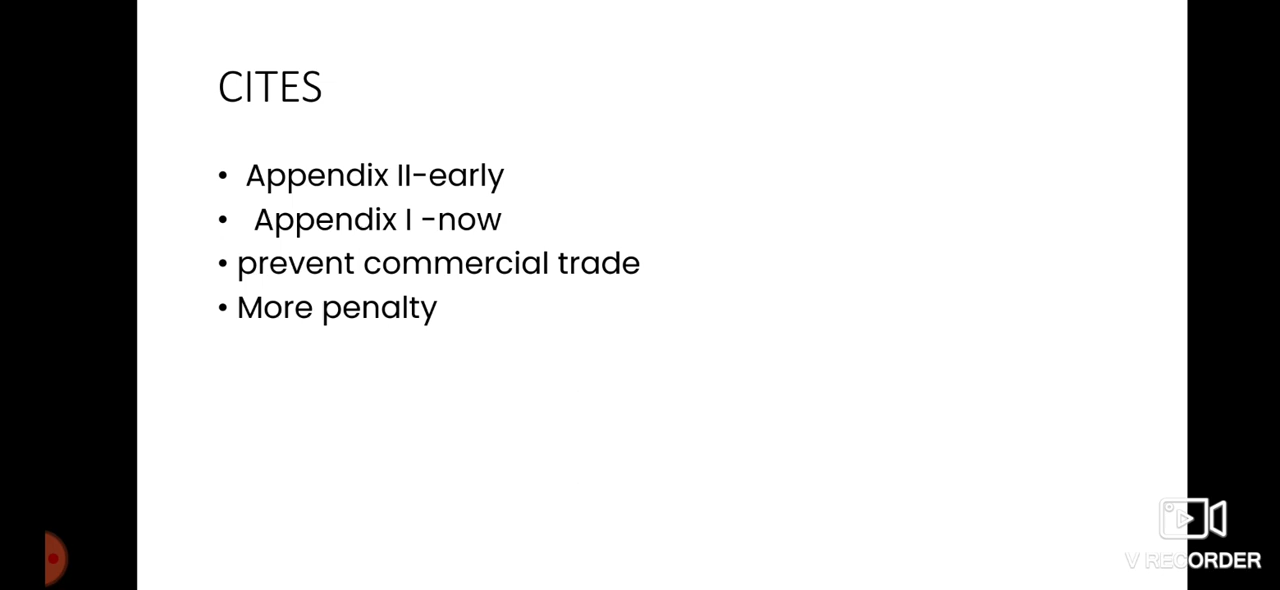 CITES
• Appendix II-early
• Appendix I -now
• prevent commercial trade
• More penalty
V RECORDER